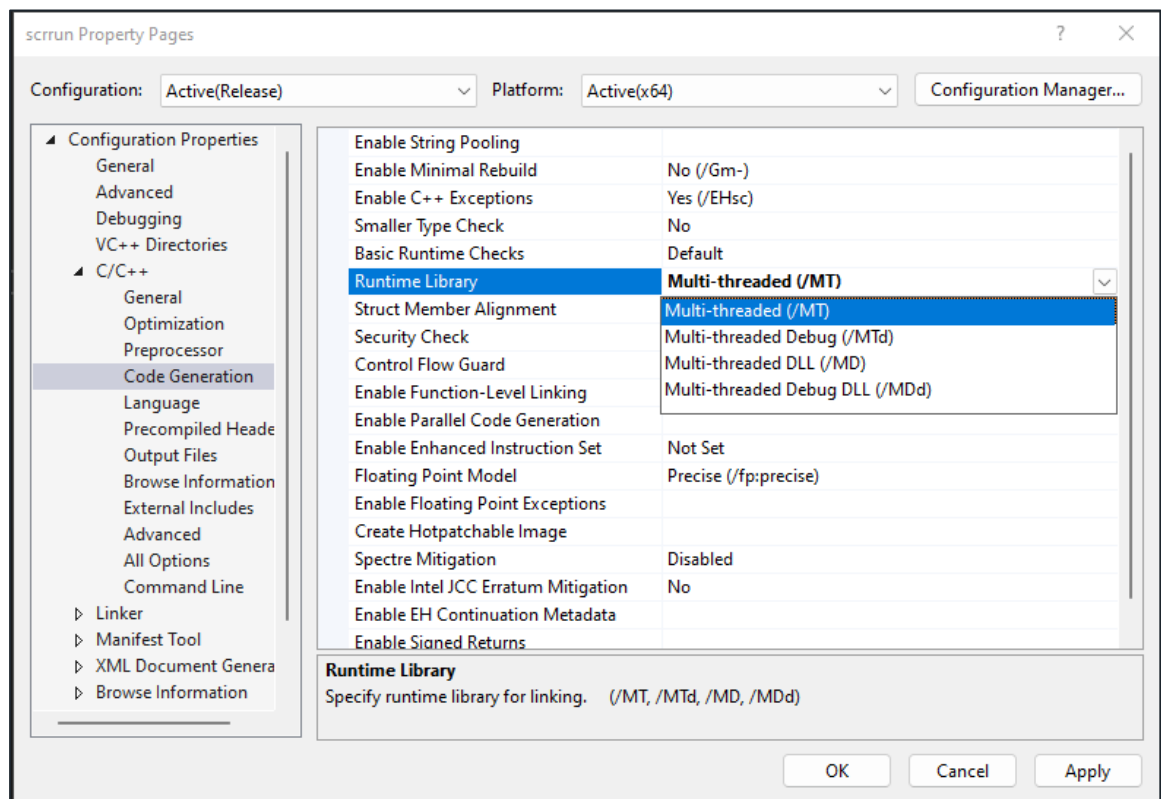 scrrun Property Pages
Configuration: Active(Release) Platform: Active(x64) Configuration Manager...
Configuration Properties
General
Advanced
Debugging
VC++ Directories
C/C++
General
Optimization
Preprocessor
Code Generation
Language
Precompiled Heade
Output Files
Browse Information
External Includes
Advanced
All Options
Command Line
Linker
Manifest Tool
XML Document Genera
Browse Information
Enable String Pooling
Enable Minimal Rebuild No (/Gm-)
Enable C++ Exceptions Yes (/EHsc)
Smaller Type Check No
Basic Runtime Checks Default
Runtime Library Multi-threaded (/MT)
Struct Member Alignment Multi-threaded (/MT)
Security Check Multi-threaded Debug (/MTd)
Control Flow Guard Multi-threaded DLL (/MD)
Enable Function-Level Linking Multi-threaded Debug DLL (/MDd)
Enable Parallel Code Generation
Enable Enhanced Instruction Set Not Set
Floating Point Model Precise (/fp:precise)
Enable Floating Point Exceptions
Create Hotpatchable Image
Spectre Mitigation Disabled
Enable Intel JCC Erratum Mitigation No
Enable EH Continuation Metadata
Enable Signed Returns
Runtime Library
Specify runtime library for linking. (/MT, /MTd, /MD, /MDd)
OK Cancel Apply